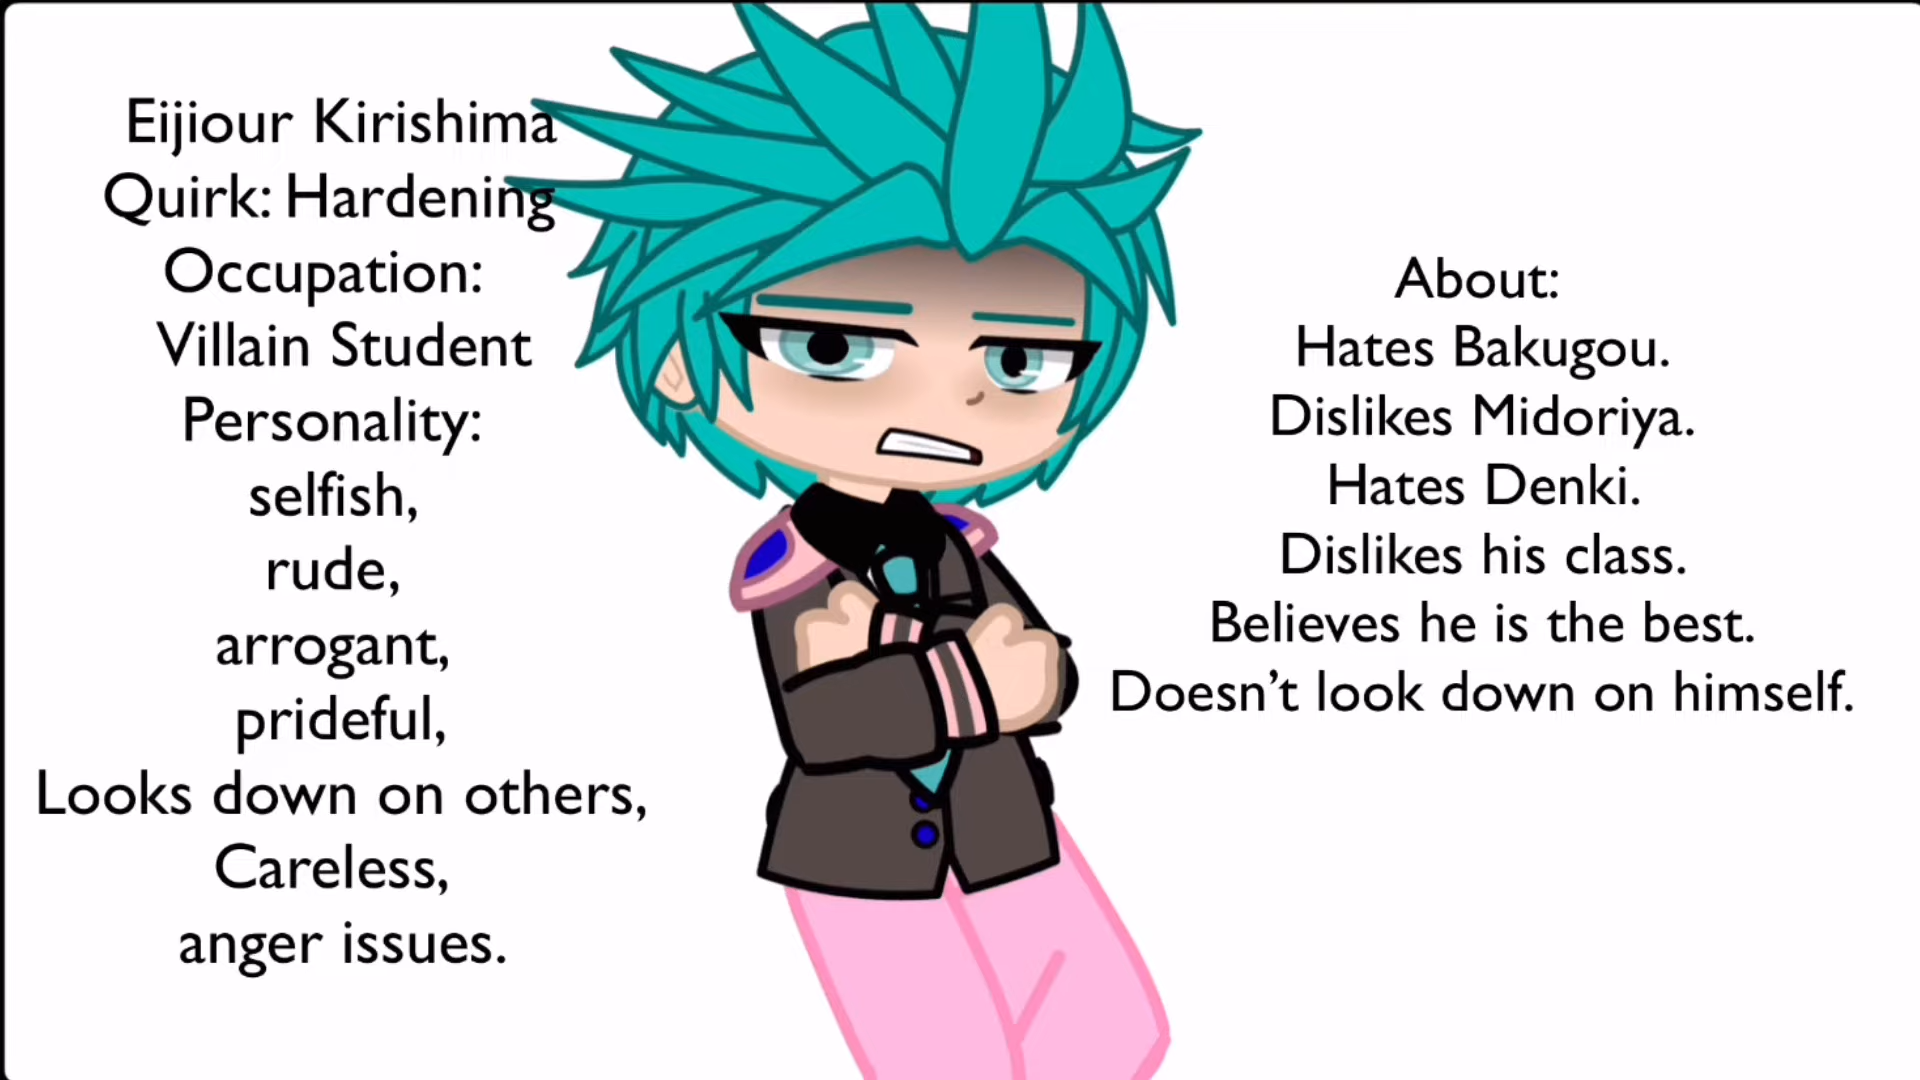 Eijiour Kirishima
Quirk: Hardening
Occupation:
Villain Student
Personality:
selfish,
rude,
arrogant,
prideful,
Looks down on others,
Careless,
anger issues.
About:
Hates Bakugou.
Dislikes Midoriya.
Hates Denki.
Dislikes his class.
Believes he is the best.
Doesn’t look down on himself.